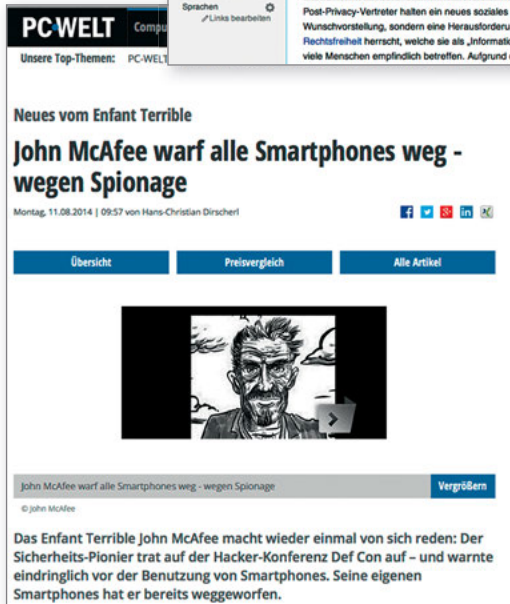 Sprachen
Links bearbeiten
Post-Privacy-Vertreter halten ein neues soziales
Wunschvorstellung, sondern eine
Rechtsfreiheit herrscht, welche sie als
viele Menschen empfindlich betreffen. Aufgrund
PC WELT
Unsere Top-Themen: PC-WELT
Neues vom Enfant Terrible
John McAfee warf alle Smartphones weg -
wegen Spionage
Montag, 11.08.2014 | 09:57 von Hans-Christian Dirscherl
Übersicht
Preisvergleich
Alle Artikel
John McAfee warf alle Smartphones weg - wegen Spionage
Vergrößern
© John McAfee
Das Enfant Terrible John McAfee macht wieder einmal von sich reden: Der
Sicherheits-Pionier trat auf der Hacker-Konferenz Def Con auf – und warnte
eindringlich vor der Benutzung von Smartphones. Seine eigenen
Smartphones hat er bereits weggeworfen.